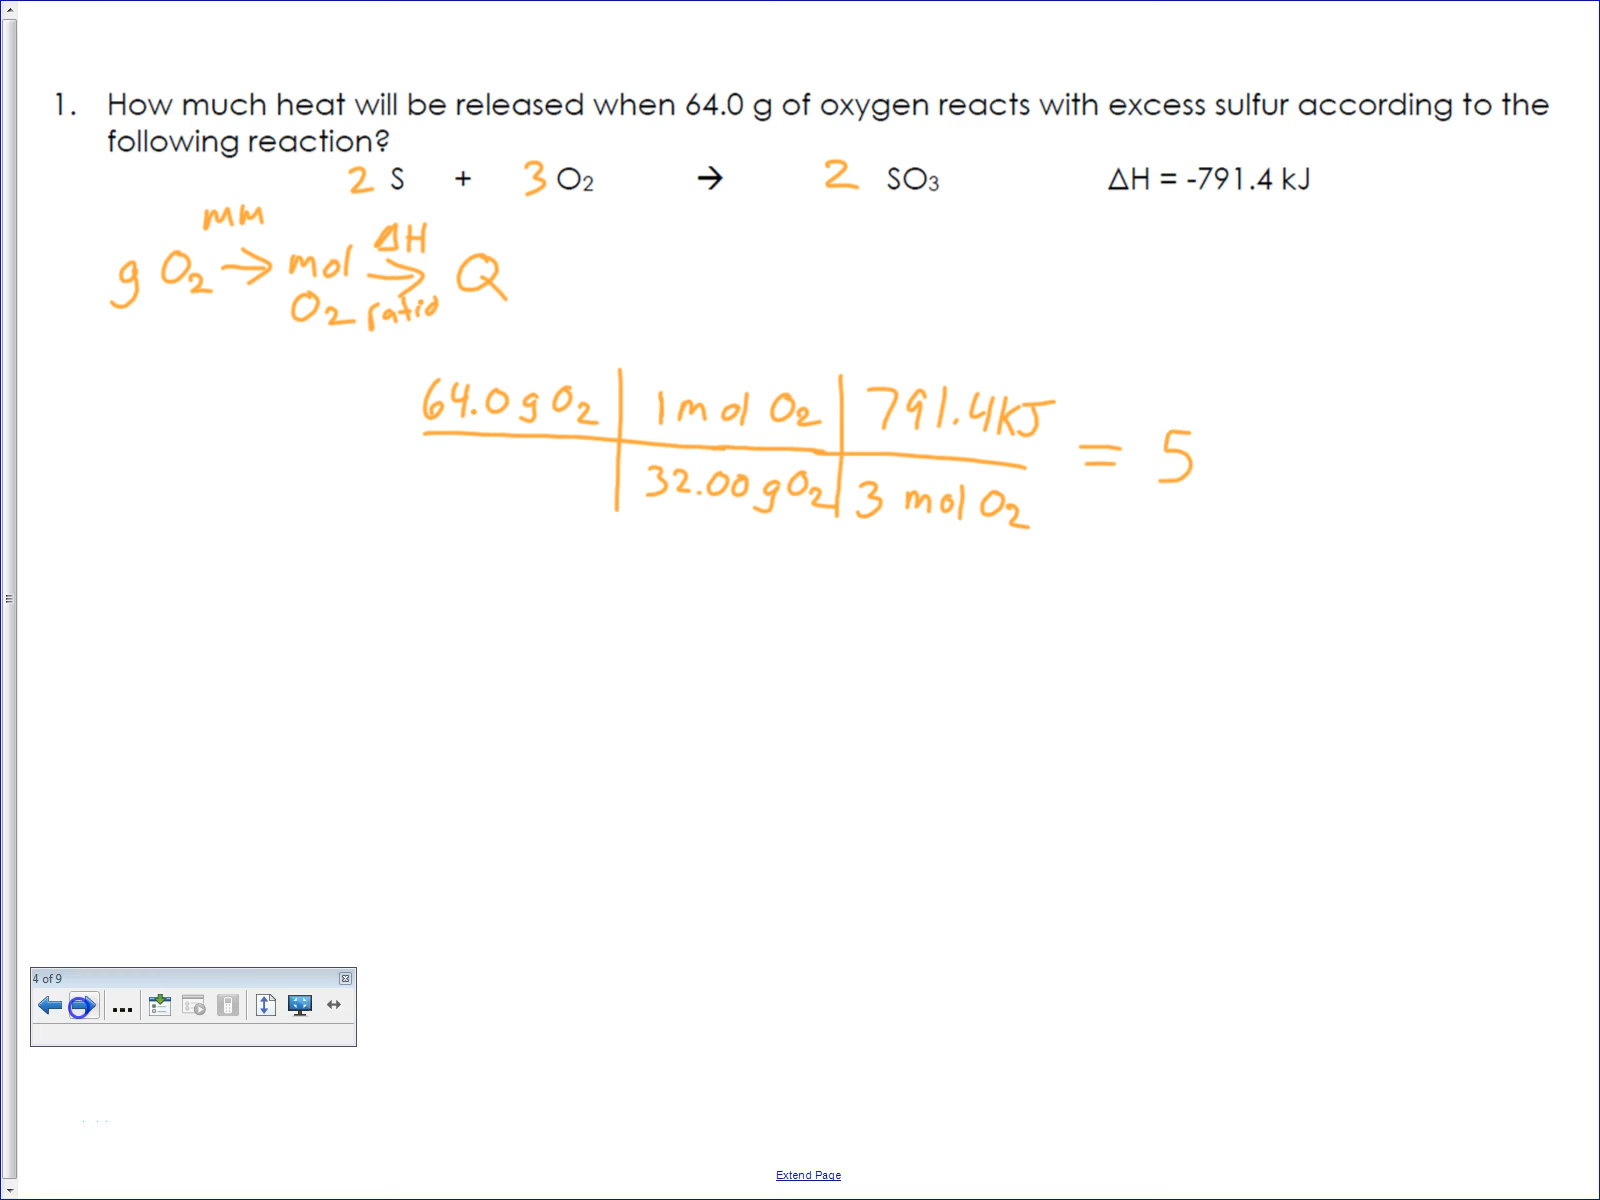 1. How much heat will be released when 64.0 g of oxygen reacts with excess sulfur according to the
following reaction?
2 S + 3 O2 → 2 SO3 ΔH = -791.4 kJ
MM
ΔH
g O2 → mol → Q
O2 ratio
64.0 g O2 | 1 mol O2 | 791.4 kJ
= 5
32.00 g O2 | 3 mol O2
4 of 9
...
Extend Page